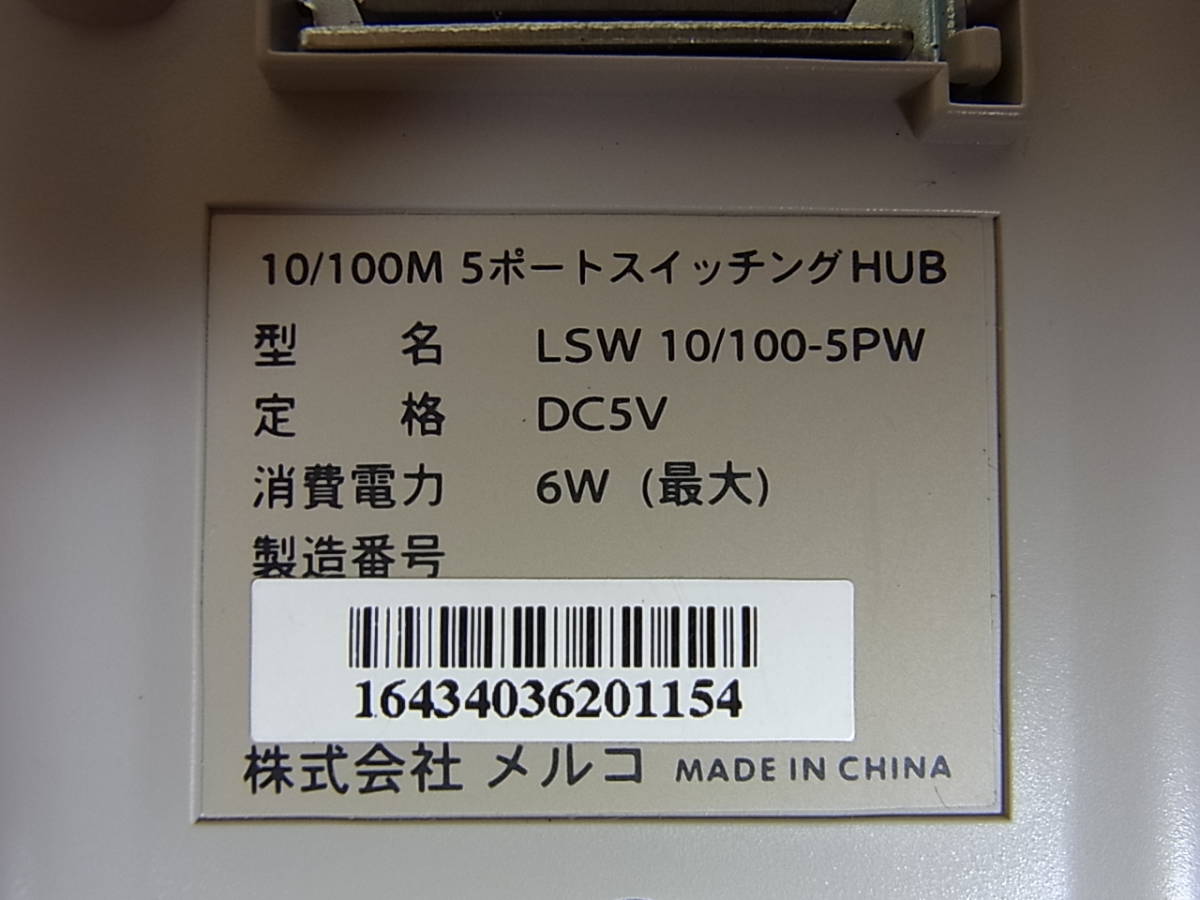 10/100M 5ポートスイッチングHUB
型 名 LSW 10/100-5PW
定 格 DC5V
消費電力 6W (最大)
製造番号
16434036201154
株式会社 メルコ MADE IN CHINA